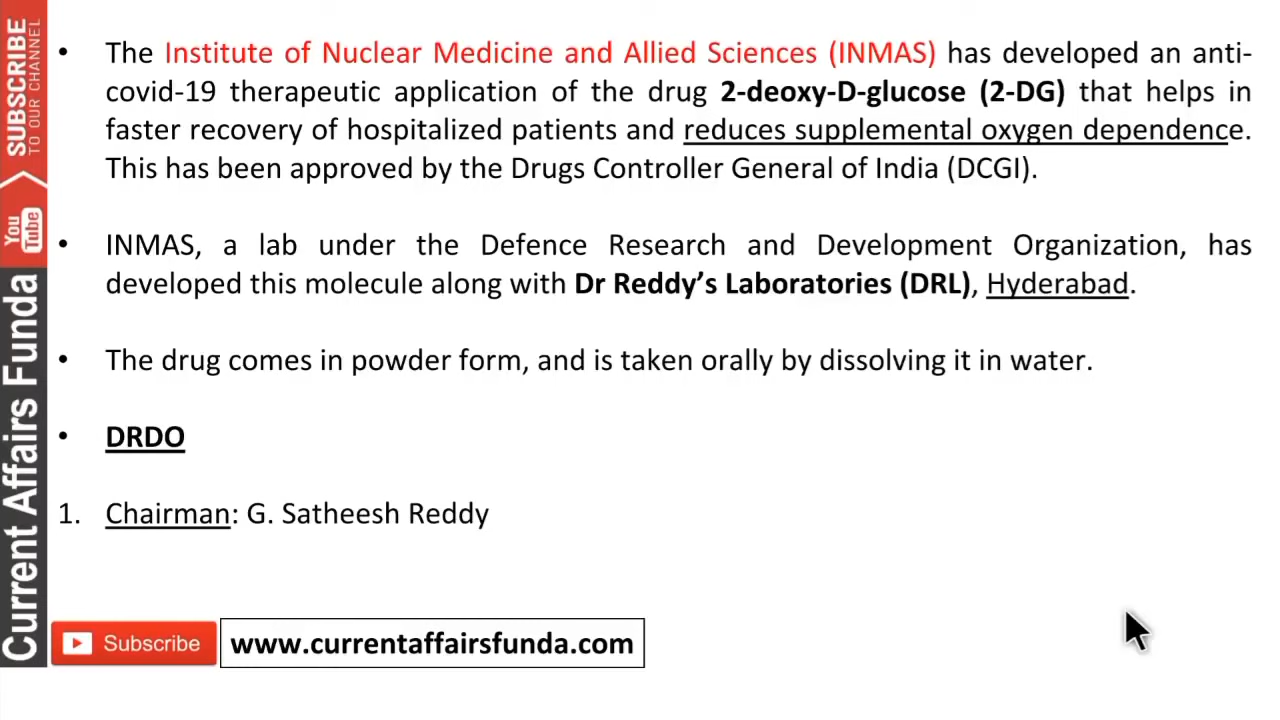 SUBSCRIBE
TO OUR CHANNEL
You
Tube
Current Affairs Funda
• The Institute of Nuclear Medicine and Allied Sciences (INMAS) has developed an anti-
covid-19 therapeutic application of the drug 2-deoxy-D-glucose (2-DG) that helps in
faster recovery of hospitalized patients and reduces supplemental oxygen dependence.
This has been approved by the Drugs Controller General of India (DCGI).
• INMAS, a lab under the Defence Research and Development Organization, has
developed this molecule along with Dr Reddy’s Laboratories (DRL), Hyderabad.
• The drug comes in powder form, and is taken orally by dissolving it in water.
• DRDO
1. Chairman: G. Satheesh Reddy
Subscribe
www.currentaffairsfunda.com